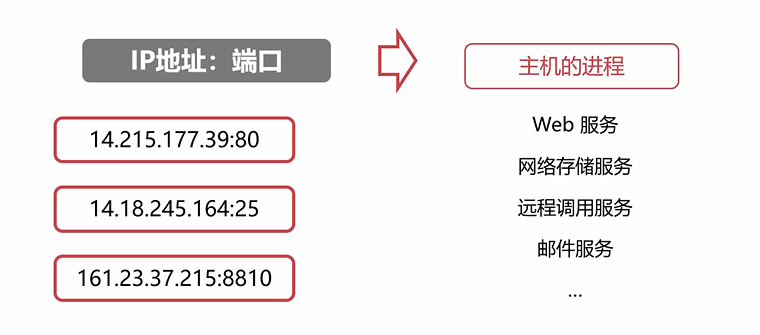 IP地址：端口
主机的进程
14.215.177.39:80
14.18.245.164:25
161.23.37.215:8810
Web 服务
网络存储服务
远程调用服务
邮件服务
...